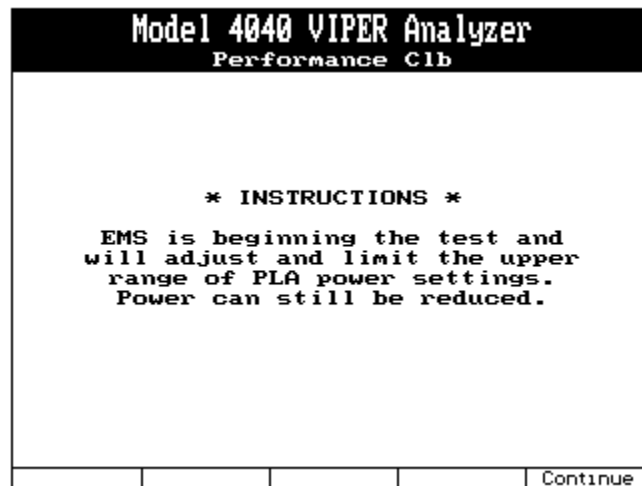 Model 4040 VIPER Analyzer
Performance Clb
* INSTRUCTIONS *
EMS is beginning the test and
will adjust and limit the upper
range of PLA power settings.
Power can still be reduced.
Continue